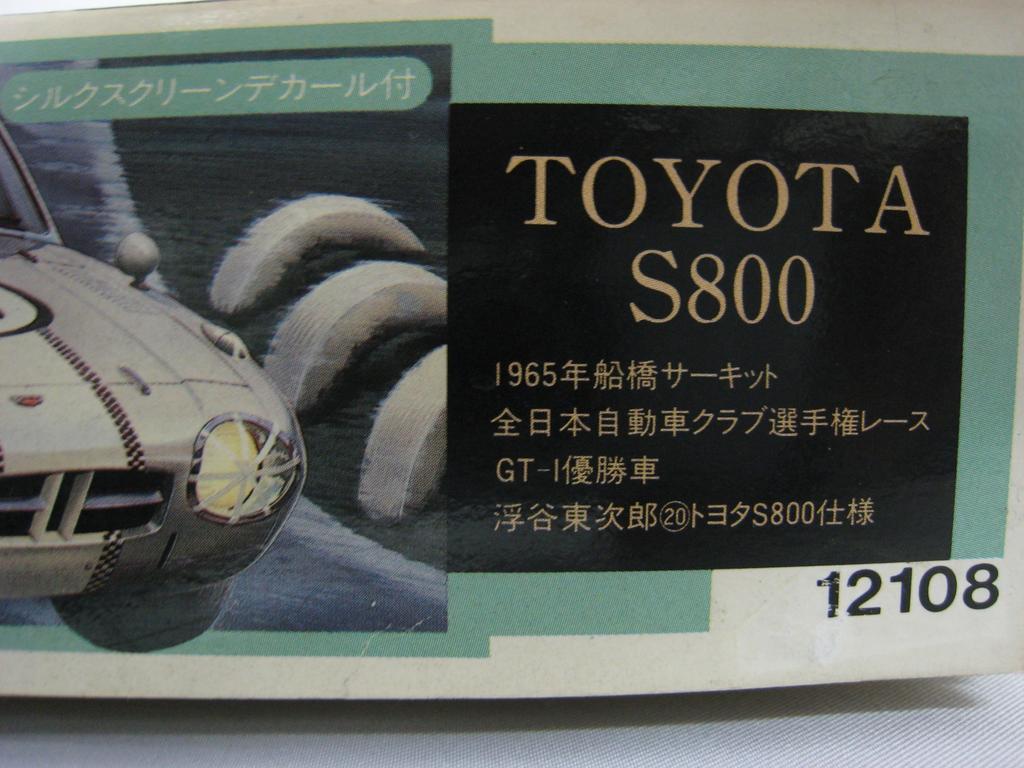 シルクスクリーンデカール付
TOYOTA
S800
1965年船橋サーキット
全日本自動車クラブ選手権レース
GT-I優勝車
浮谷東次郎⑳トヨタS800仕様
12108